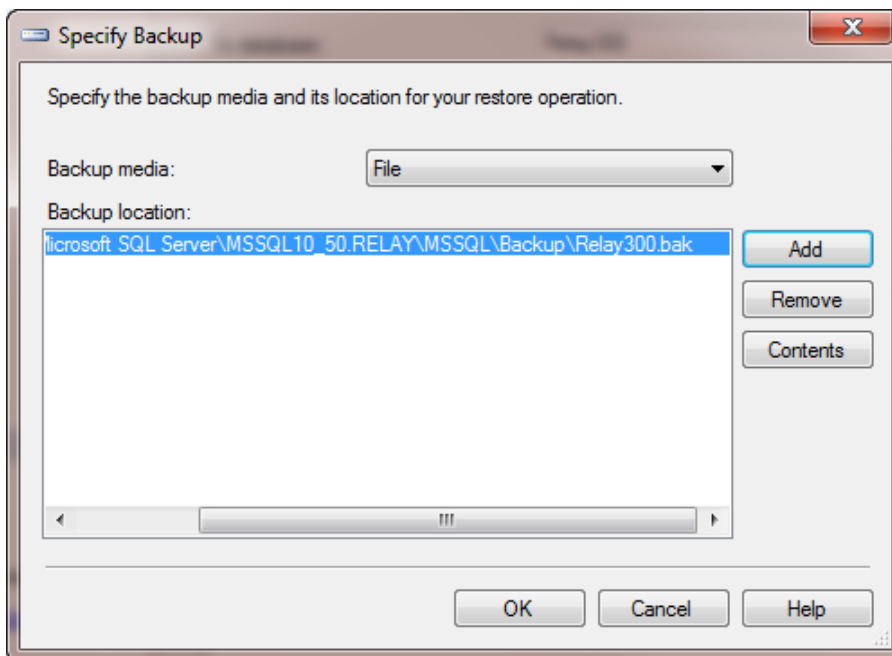 Specify Backup
Specify the backup media and its location for your restore operation.
Backup media:
File
Backup location:
icrosoft SQL Server\MSSQL10_50.RELAY\MSSQL\Backup\Relay300.bak
Add
Remove
Contents
OK
Cancel
Help